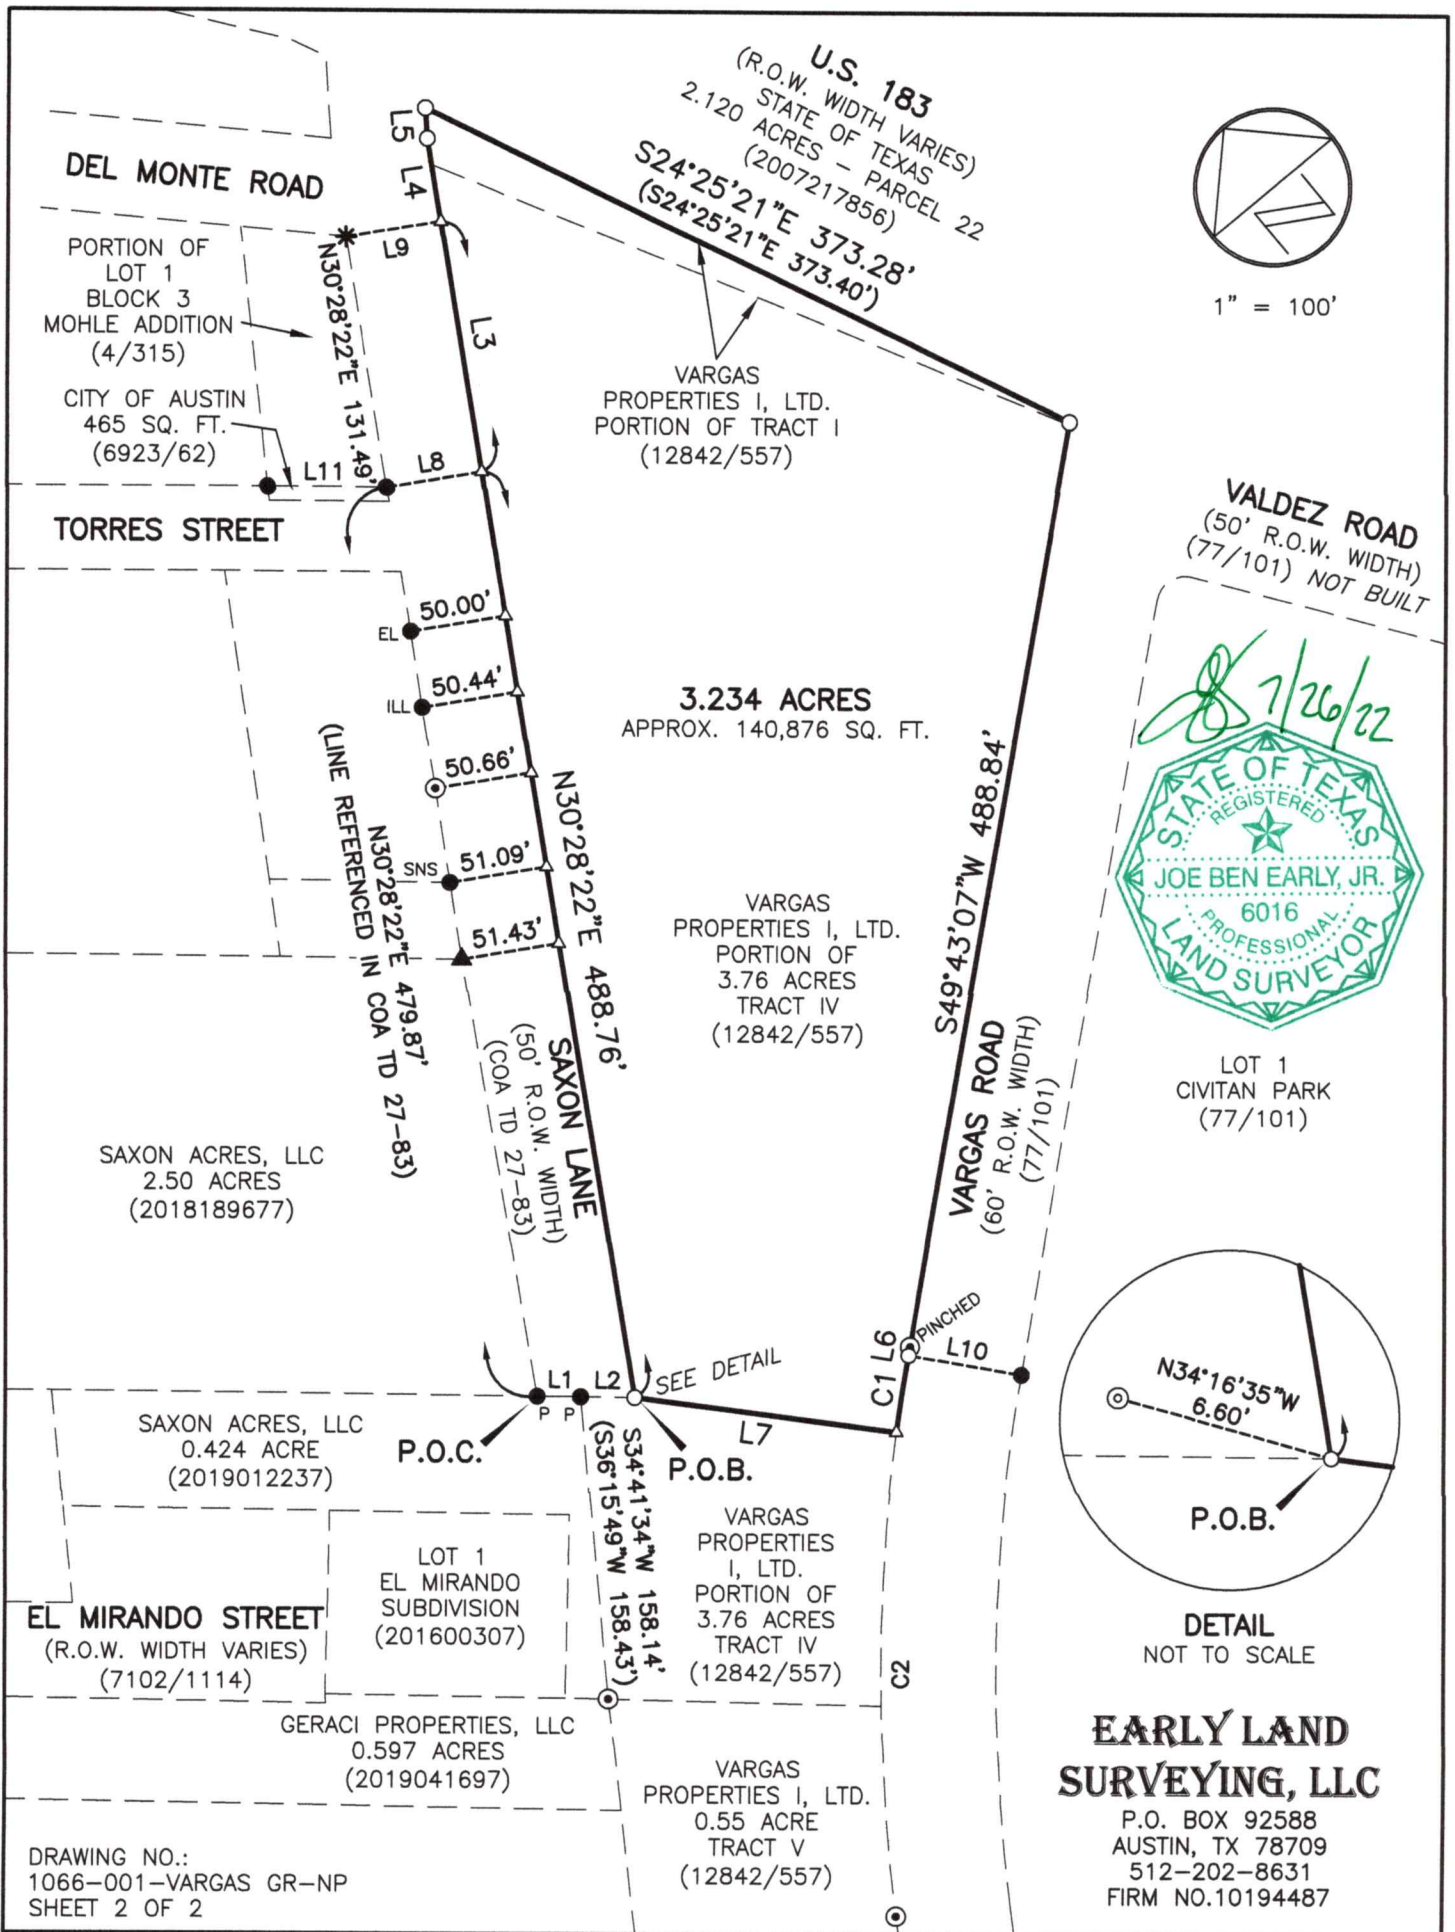 U.S. 183
(R.O.W. WIDTH VARIES)
STATE OF TEXAS
2.120 ACRES – PARCEL 22
(2007217856)
S24°25'21"E 373.28'
(S24°25'21"E 373.40')
1" = 100'
L5
L4
DEL MONTE ROAD
L9
L3
PORTION OF
LOT 1
BLOCK 3
MOHLE ADDITION
(4/315)
N30°28'22"E 131.49'
CITY OF AUSTIN
465 SQ. FT.
(6923/62)
L11
L8
TORRES STREET
VARGAS
PROPERTIES I, LTD.
PORTION OF TRACT I
(12842/557)
VALDEZ ROAD
(50' R.O.W. WIDTH)
(77/101) NOT BUILT
EL
50.00'
ILL
50.44'
50.66'
SNS
51.09'
51.43'
3.234 ACRES
APPROX. 140,876 SQ. FT.
7/26/22
STATE OF TEXAS
REGISTERED
JOE BEN EARLY, JR.
6016
PROFESSIONAL
LAND SURVEYOR
N30°28'22"E 479.87'
(LINE REFERENCED IN COA TD 27-83)
N30°28'22"E 488.76'
SAXON LANE
(50' R.O.W. WIDTH)
(COA TD 27-83)
VARGAS
PROPERTIES I, LTD.
PORTION OF
3.76 ACRES
TRACT IV
(12842/557)
S49°43'07"W 488.84'
VARGAS ROAD
(60' R.O.W. WIDTH)
(77/101)
LOT 1
CIVITAN PARK
(77/101)
SAXON ACRES, LLC
2.50 ACRES
(2018189677)
L1
L2
P
P
SEE DETAIL
L7
C1
L6
PINCHED
L10
P.O.C.
P.O.B.
SAXON ACRES, LLC
0.424 ACRE
(2019012237)
S34°41'34"W 158.14'
(S36°15'49"W 158.43')
N34°16'35"W
6.60'
P.O.B.
DETAIL
NOT TO SCALE
LOT 1
EL MIRANDO
SUBDIVISION
(201600307)
EL MIRANDO STREET
(R.O.W. WIDTH VARIES)
(7102/1114)
VARGAS
PROPERTIES
I, LTD.
PORTION OF
3.76 ACRES
TRACT IV
(12842/557)
C2
GERACI PROPERTIES, LLC
0.597 ACRES
(2019041697)
VARGAS
PROPERTIES I, LTD.
0.55 ACRE
TRACT V
(12842/557)
EARLY LAND
SURVEYING, LLC
P.O. BOX 92588
AUSTIN, TX 78709
512-202-8631
FIRM NO.10194487
DRAWING NO.:
1066-001-VARGAS GR-NP
SHEET 2 OF 2